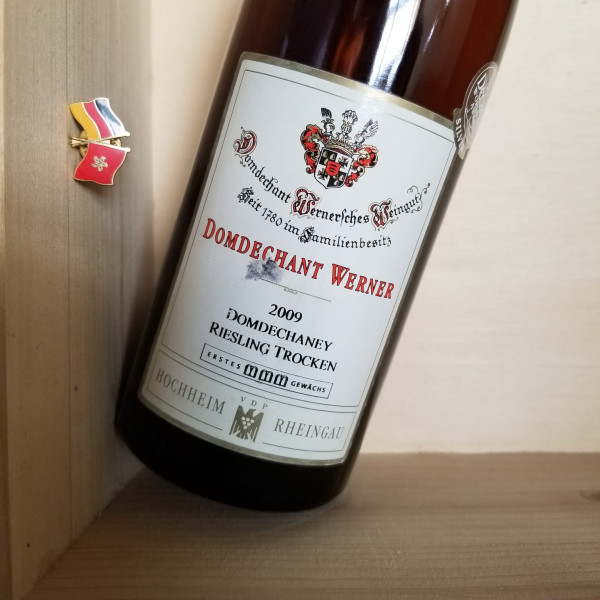 Domdechant Wernersches Weingut
Seit 1780 im Familienbesitz
DOMDECHANT WERNER
2009
DOMDECHANEY
RIESLING TROCKEN
ERSTES GEWÄCHS
VDP
HOCHHEIM RHEINGAU